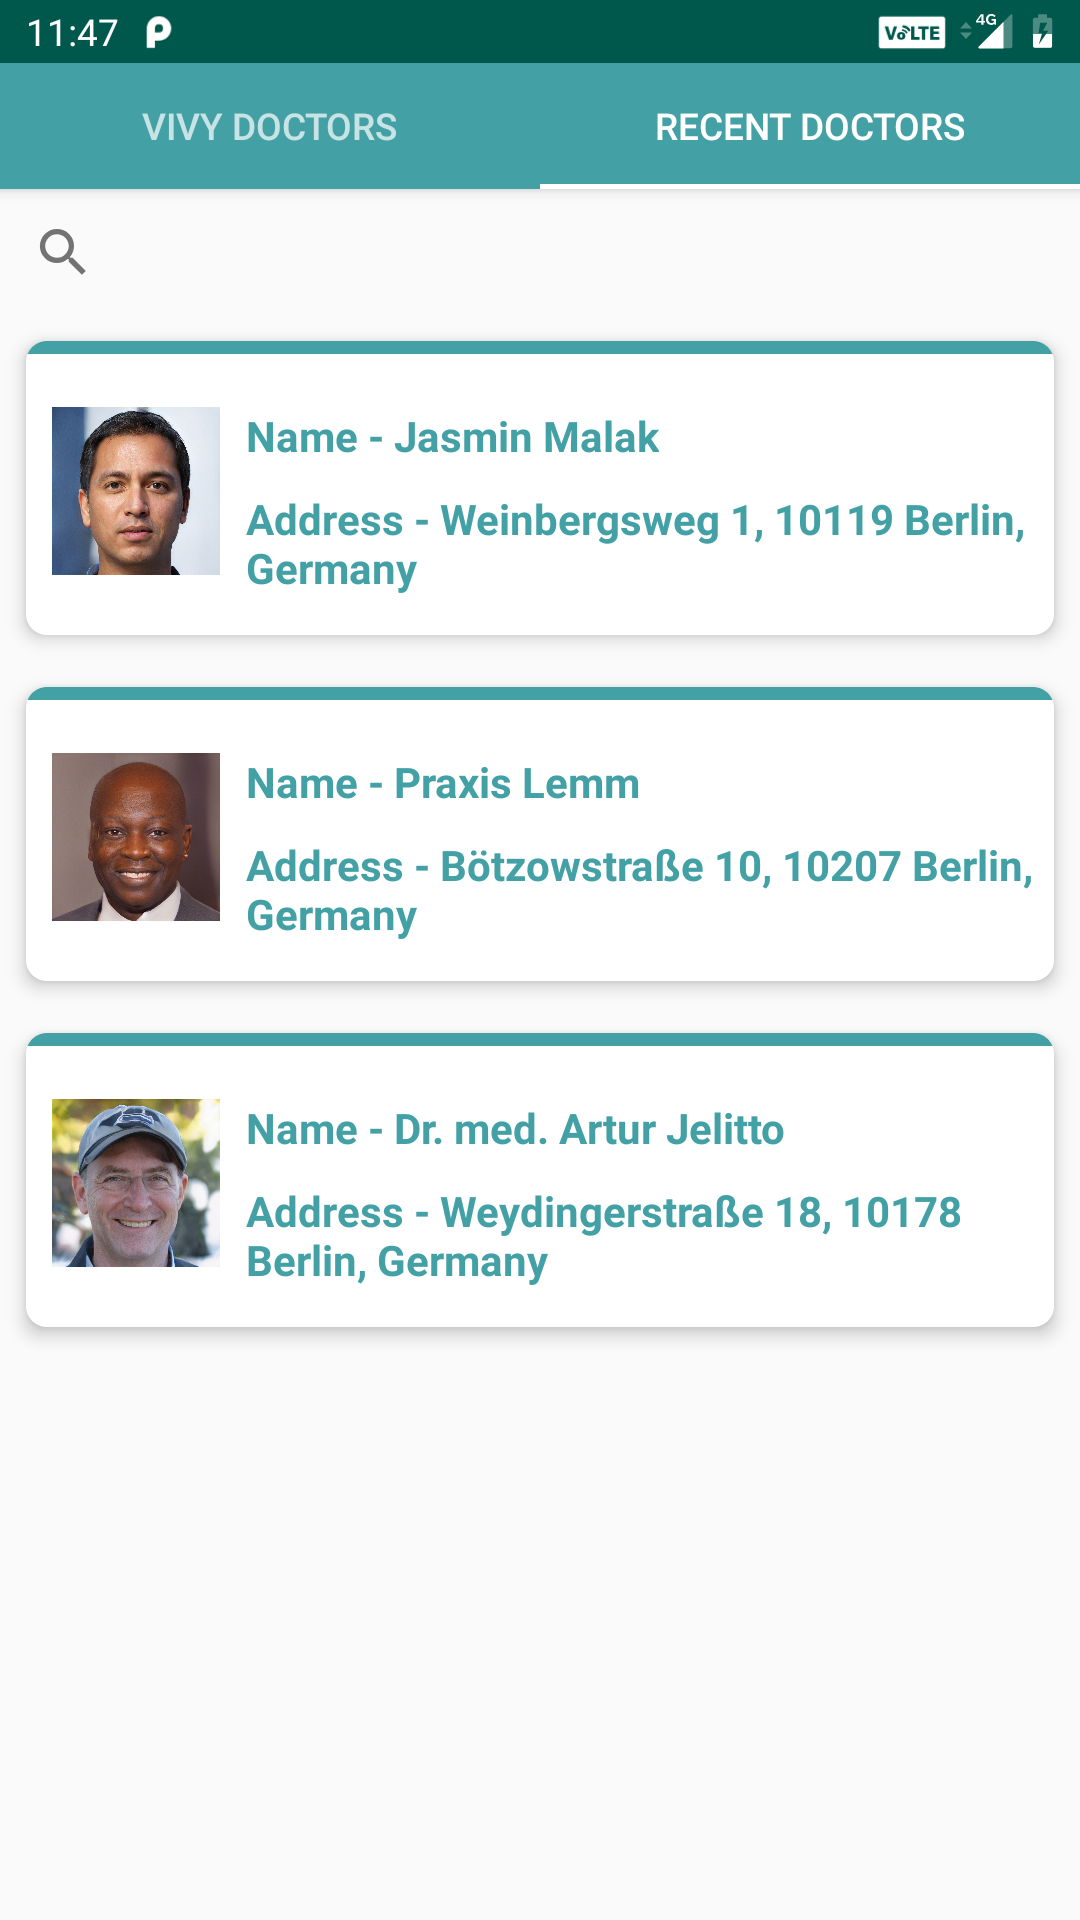 11:47 VoLTE 4G
VIVY DOCTORS RECENT DOCTORS
Name - Jasmin Malak
Address - Weinbergsweg 1, 10119 Berlin,
Germany
Name - Praxis Lemm
Address - Bötzowstraße 10, 10207 Berlin,
Germany
Name - Dr. med. Artur Jelitto
Address - Weydingerstraße 18, 10178
Berlin, Germany